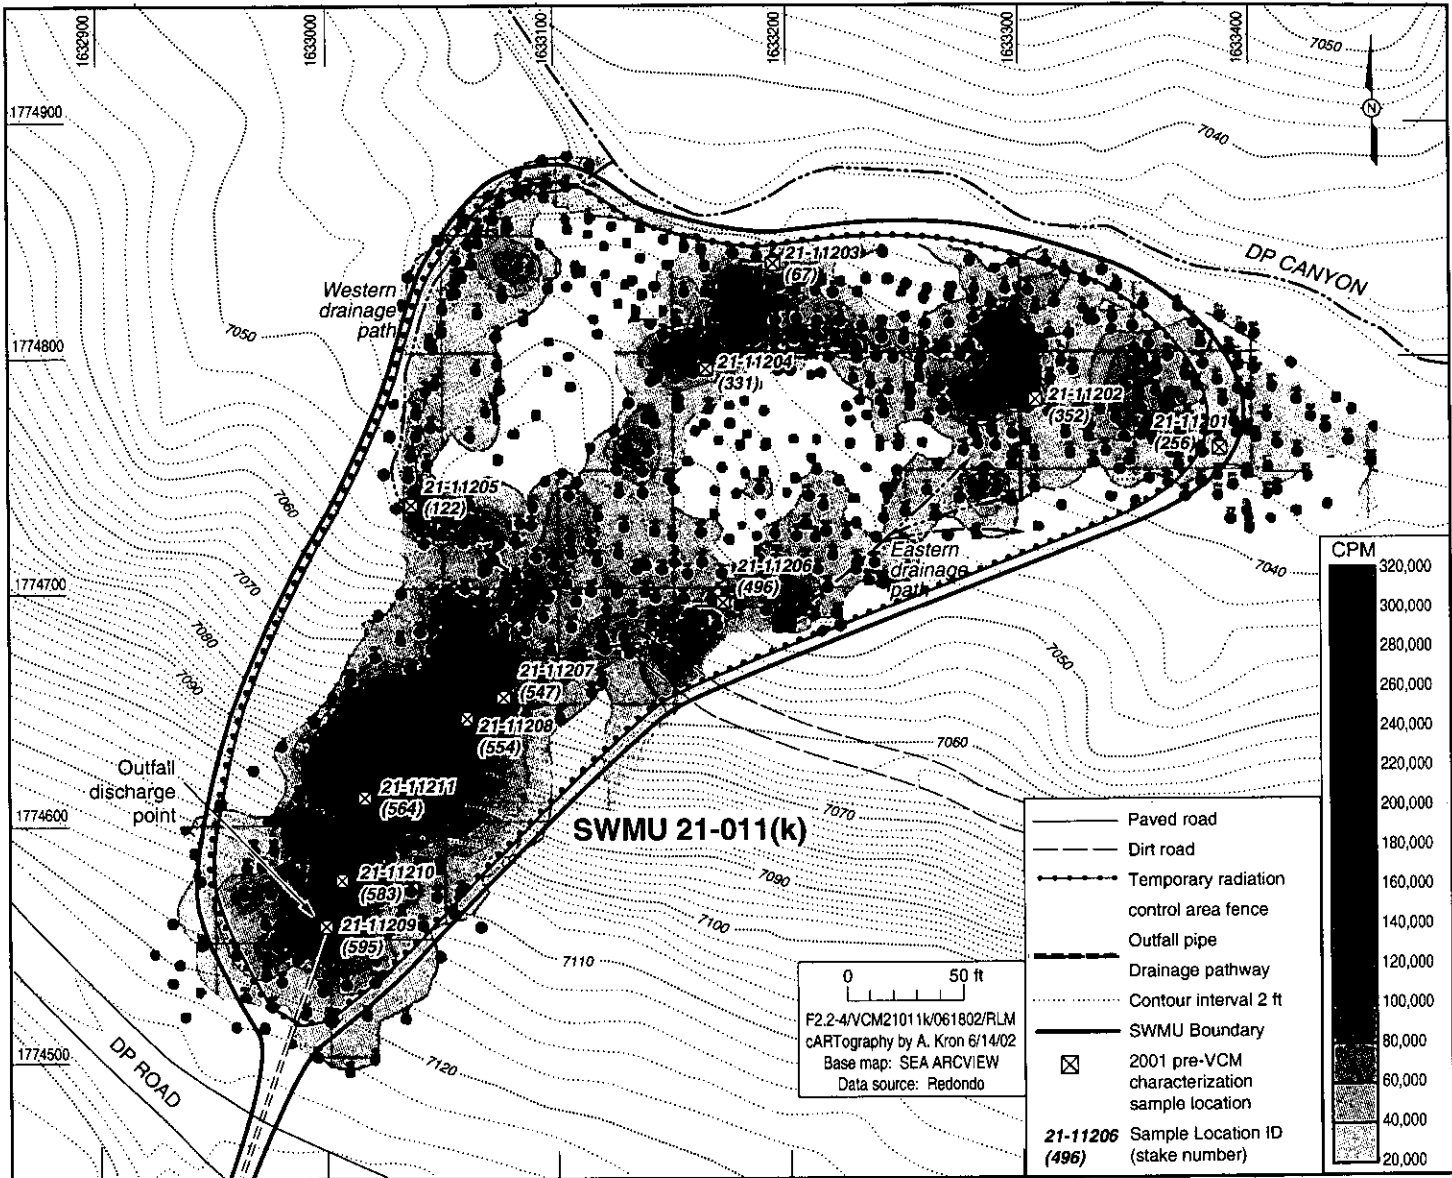 1632900
1633000
1633100
1633200
1633300
1633400
7050
1774900
N
7040
DP CANYON
21-11203
(67)
Western
drainage
path
7050
1774800
21-11204
(331)
21-11202
(352)
21-11201
(256)
21-11205
(122)
7060
Eastern
drainage
path
21-11206
(496)
7040
7070
1774700
7080
7050
7090
21-11207
(547)
21-11208
(554)
7060
Outfall
discharge
point
21-11211
(564)
7070
1774600
SWMU 21-011(k)
21-11210
(583)
7090
7100
21-11209
(595)
7110
DP ROAD
1774500
7120
0 50 ft
F2.2-4/VCM21011k/061802/RLM
cARTography by A. Kron 6/14/02
Base map: SEA ARCVIEW
Data source: Redondo
Paved road
Dirt road
Temporary radiation
control area fence
Outfall pipe
Drainage pathway
Contour interval 2 ft
SWMU Boundary
2001 pre-VCM
characterization
sample location
21-11206 Sample Location ID
(496) (stake number)
CPM
320,000
300,000
280,000
260,000
240,000
220,000
200,000
180,000
160,000
140,000
120,000
100,000
80,000
60,000
40,000
20,000